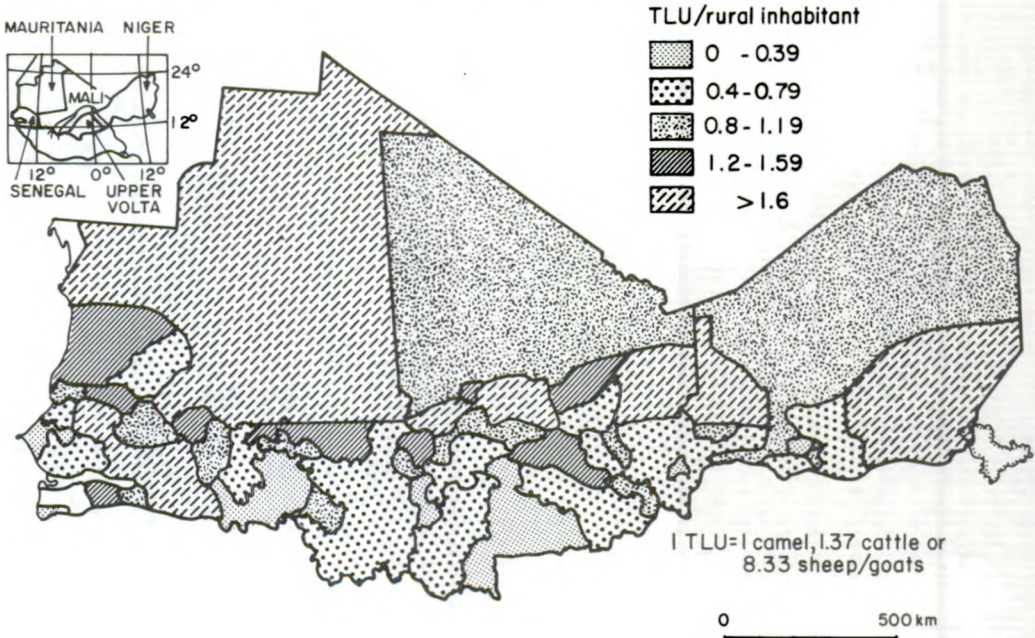 MAURITANIA NIGER
24°
MALI
12°
12° 0° 12°
SENEGAL UPPER
VOLTA
TLU/rural inhabitant
0 - 0.39
0.4-0.79
0.8-1.19
1.2-1.59
>1.6
1 TLU=1 camel, 1.37 cattle or
8.33 sheep/goats
0 500 km